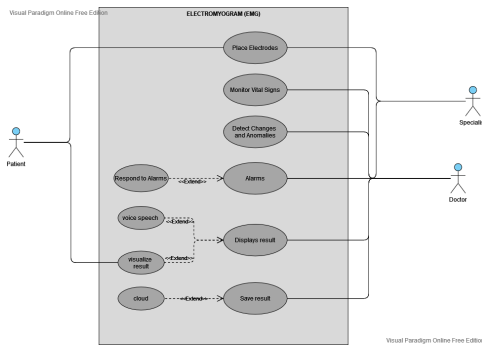 Visual Paradigm Online Free Edition
ELECTROMYOGRAM (EMG)
Place Electrodes
Monitor Vital Signs
Specialis
Detect Changes
and Anomalies
Patient
Respond to Alarms
<<Extend>>
Alarms
Doctor
voice speech
<<Extend>>
Displays result
visualize
result
<<Extend>>
cloud
<<Extend>>
Save result
Visual Paradigm Online Free Edition